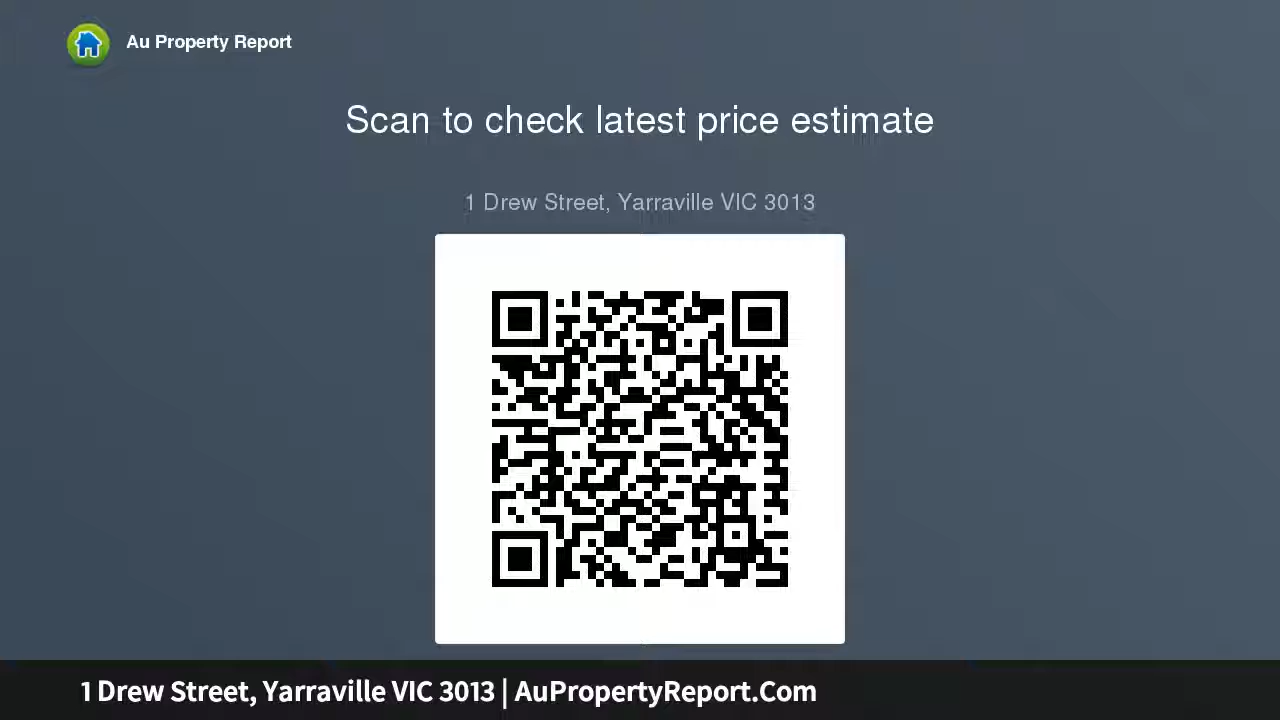 Au Property Report
Scan to check latest price estimate
1 Drew Street, Yarraville VIC 3013
1 Drew Street, Yarraville VIC 3013 | AuPropertyReport.Com